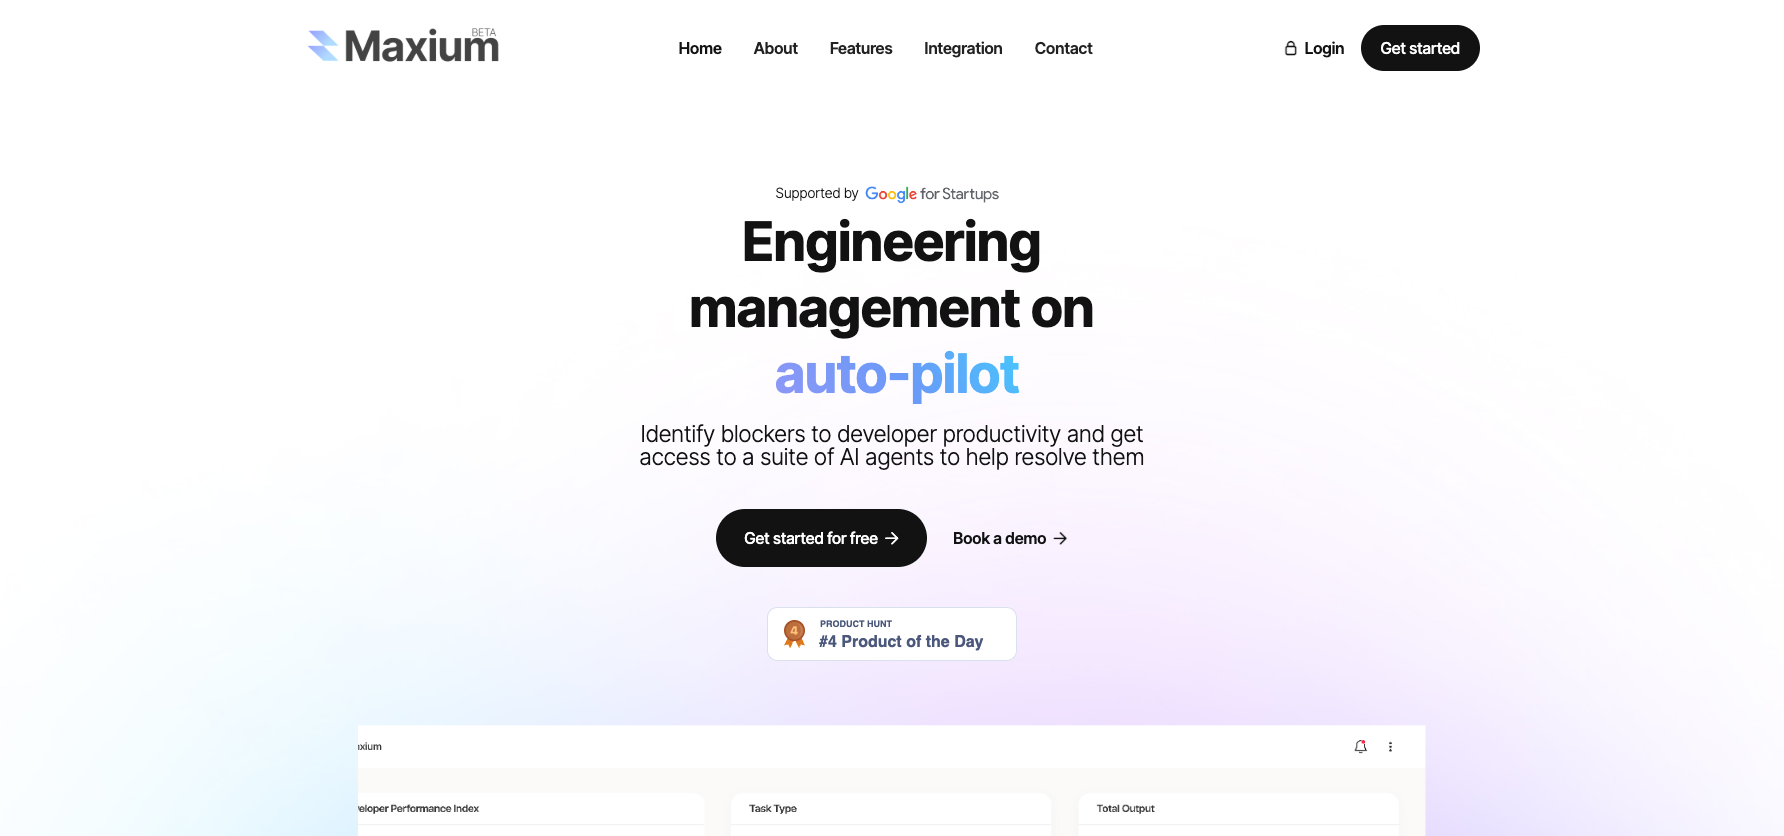 Maxium
BETA
Home
About
Features
Integration
Contact
Login
Get started
Supported by Google for Startups
Engineering
management on
auto-pilot
Identify blockers to developer productivity and get
access to a suite of AI agents to help resolve them
Get started for free
Book a demo
4
PRODUCT HUNT
#4 Product of the Day
xium
eloper Performance Index
Task Type
Total Output